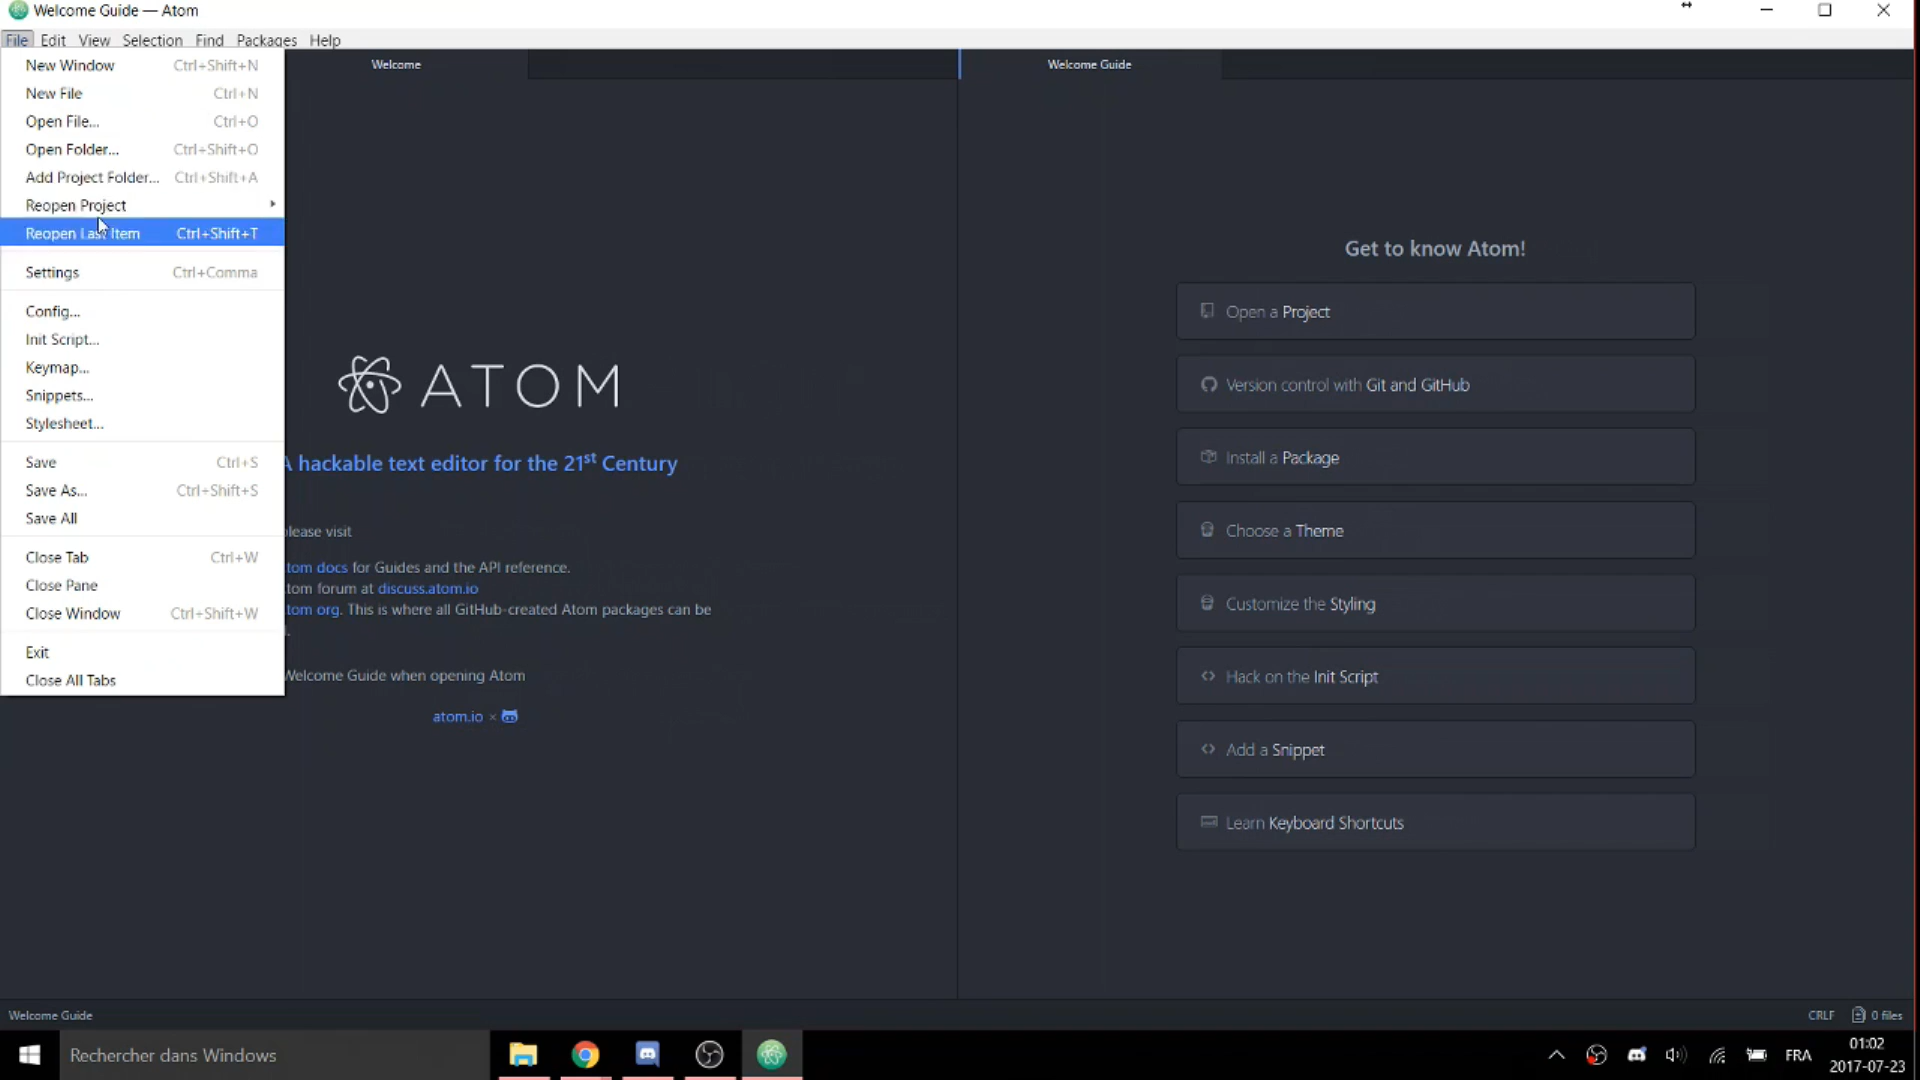 Welcome Guide — Atom
File Edit View Selection Find Packages Help
New Window Ctrl+Shift+N
New File Ctrl+N
Open File... Ctrl+O
Open Folder... Ctrl+Shift+O
Add Project Folder... Ctrl+Shift+A
Reopen Project
Reopen Last Item Ctrl+Shift+T
Settings Ctrl+Comma
Config...
Init Script...
Keymap...
Snippets...
Stylesheet...
Save Ctrl+S
Save As... Ctrl+Shift+S
Save All
Close Tab Ctrl+W
Close Pane
Close Window Ctrl+Shift+W
Exit
Close All Tabs
Welcome
ATOM
A hackable text editor for the 21st Century
please visit
tom docs for Guides and the API reference.
tom forum at discuss.atom.io
tom org. This is where all GitHub-created Atom packages can be
Welcome Guide when opening Atom
atom.io ×
Welcome Guide
Get to know Atom!
Open a Project
Version control with Git and GitHub
Install a Package
Choose a Theme
Customize the Styling
Hack on the Init Script
Add a Snippet
Learn Keyboard Shortcuts
Welcome Guide
CRLF 0 files
Rechercher dans Windows
FRA
01:02
2017-07-23